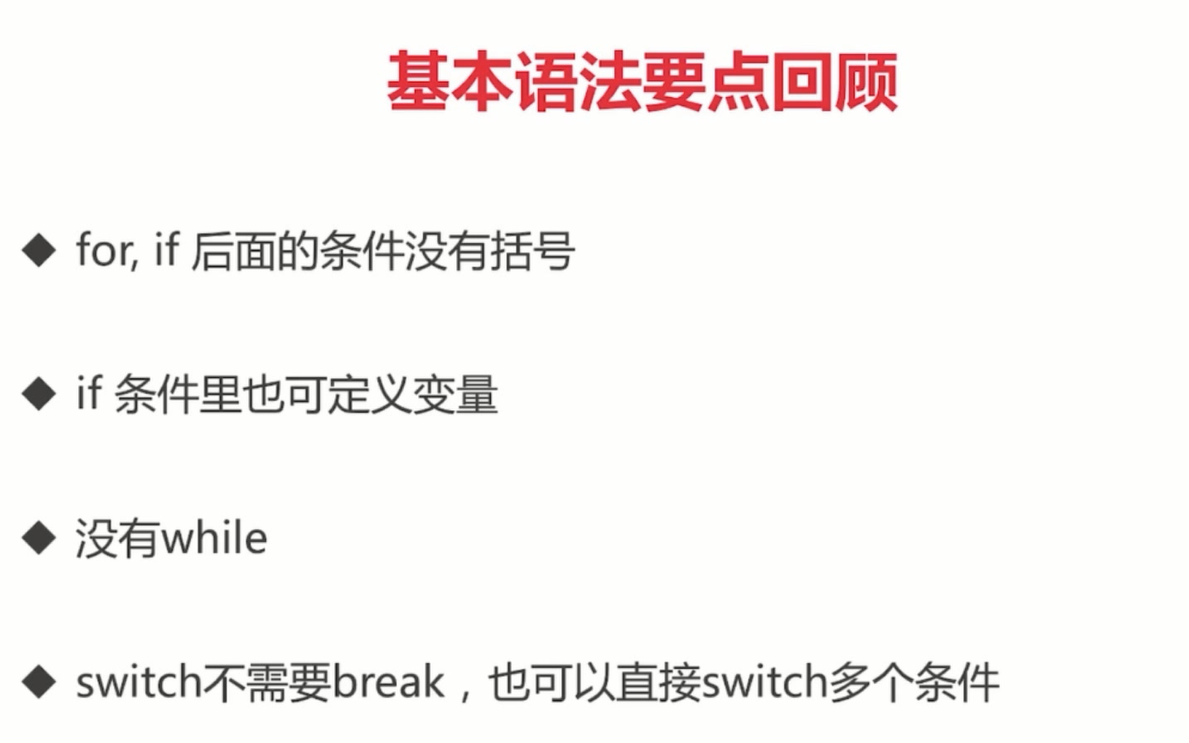 基本语法要点回顾
◆ for, if 后面的条件没有括号
◆ if 条件里也可定义变量
◆ 没有while
◆ switch不需要break，也可以直接switch多个条件